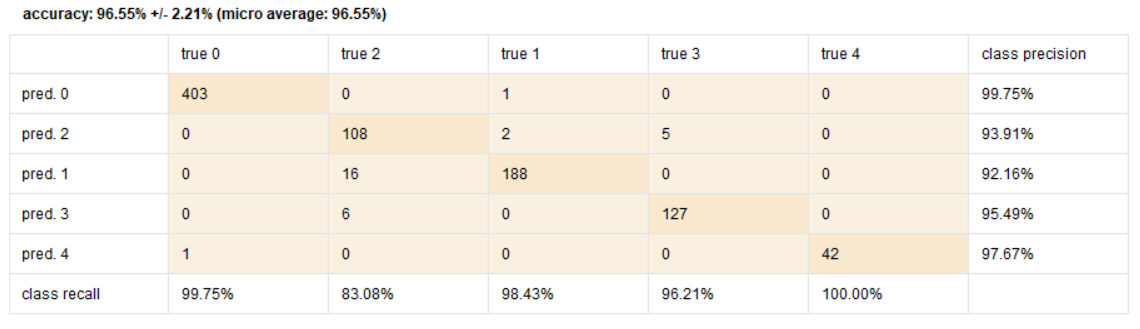 accuracy: 96.55% +/- 2.21% (micro average: 96.55%)
true 0 true 2 true 1 true 3 true 4 class precision
pred. 0 403 0 1 0 0 99.75%
pred. 2 0 108 2 5 0 93.91%
pred. 1 0 16 188 0 0 92.16%
pred. 3 0 6 0 127 0 95.49%
pred. 4 1 0 0 0 42 97.67%
class recall 99.75% 83.08% 98.43% 96.21% 100.00%